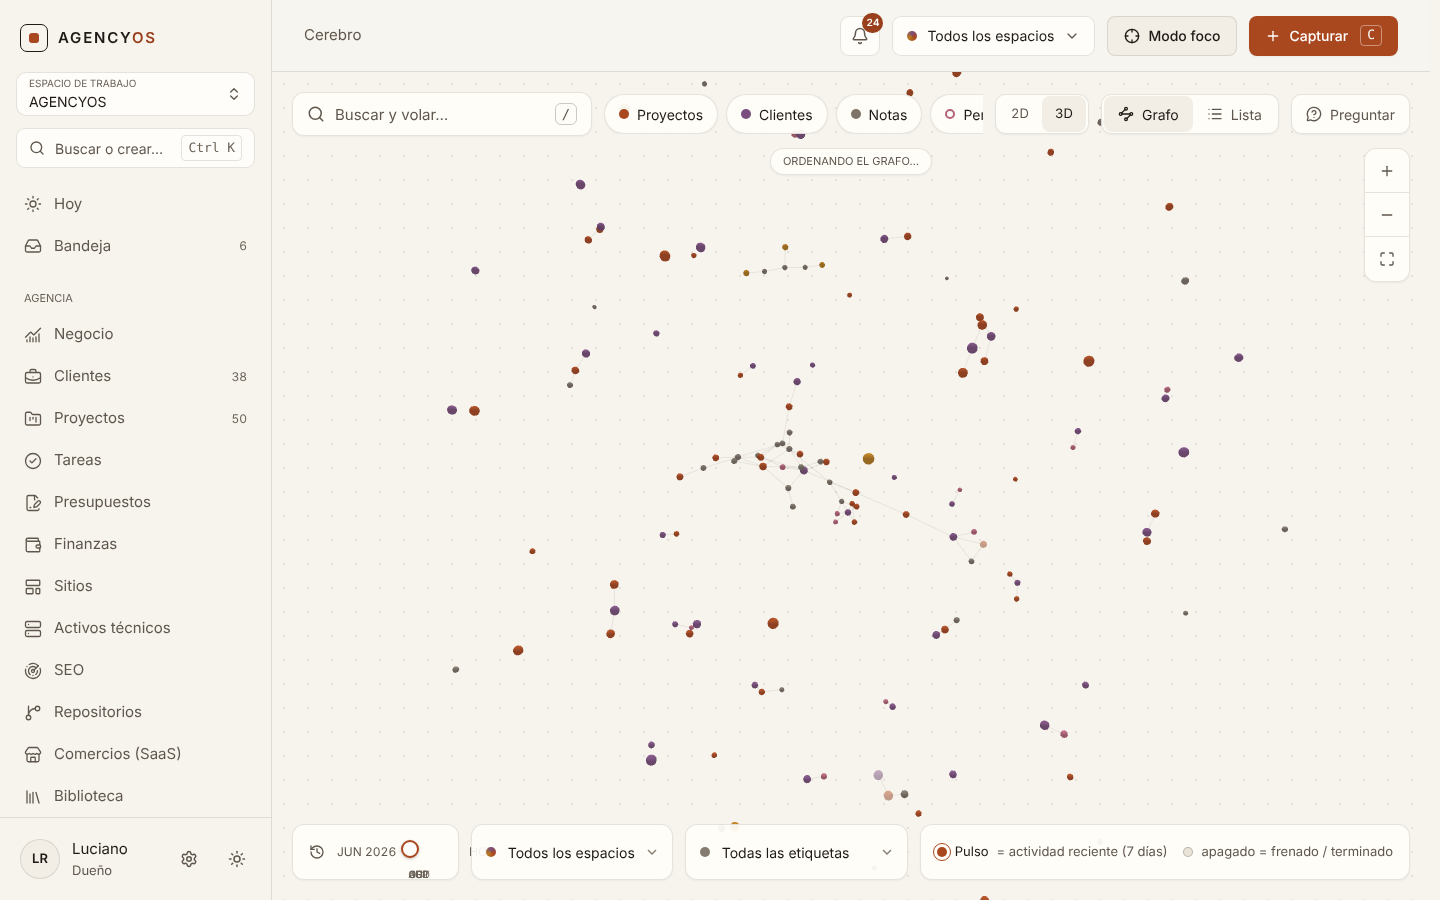 AGENCYOS
ESPACIO DE TRABAJO
AGENCYOS
Buscar o crear... Ctrl K
Hoy
Bandeja 6
AGENCIA
Negocio
Clientes 38
Proyectos 50
Tareas
Presupuestos
Finanzas
Sitios
Activos técnicos
SEO
Repositorios
Comercios (SaaS)
Biblioteca
LR
Luciano
Dueño
Cerebro
24
Todos los espacios
Modo foco
Capturar C
Buscar y volar... /
Proyectos
Clientes
Notas
Per
2D
3D
Grafo
Lista
Preguntar
ORDENANDO EL GRAFO...
JUN 2026
Todos los espacios
Todas las etiquetas
Pulso = actividad reciente (7 días)
apagado = frenado / terminado